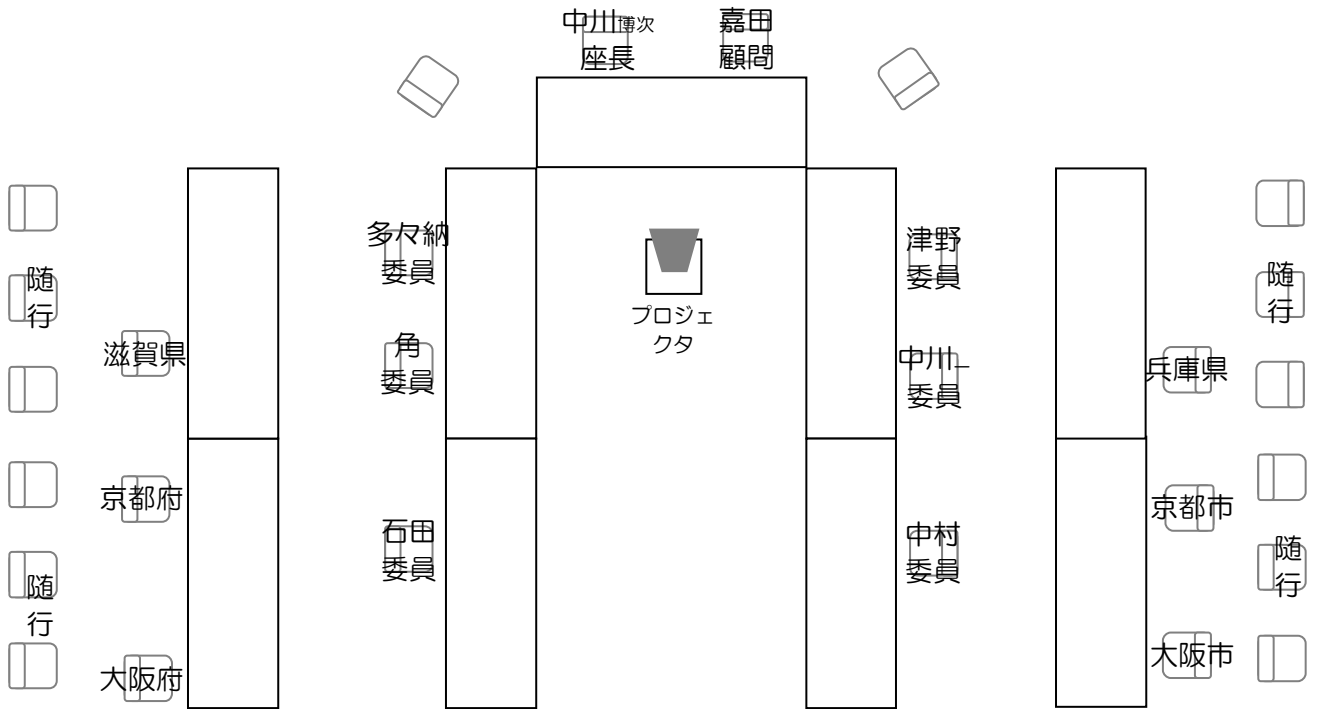 中川博次
座長
嘉田
顧問
多々納
委員
津野
委員
プロジェ
クタ
随
行
随
行
滋賀県
角
委員
中川一
委員
兵庫県
京都府
京都市
石田
委員
中村
委員
随
行
随
行
大阪府
大阪市